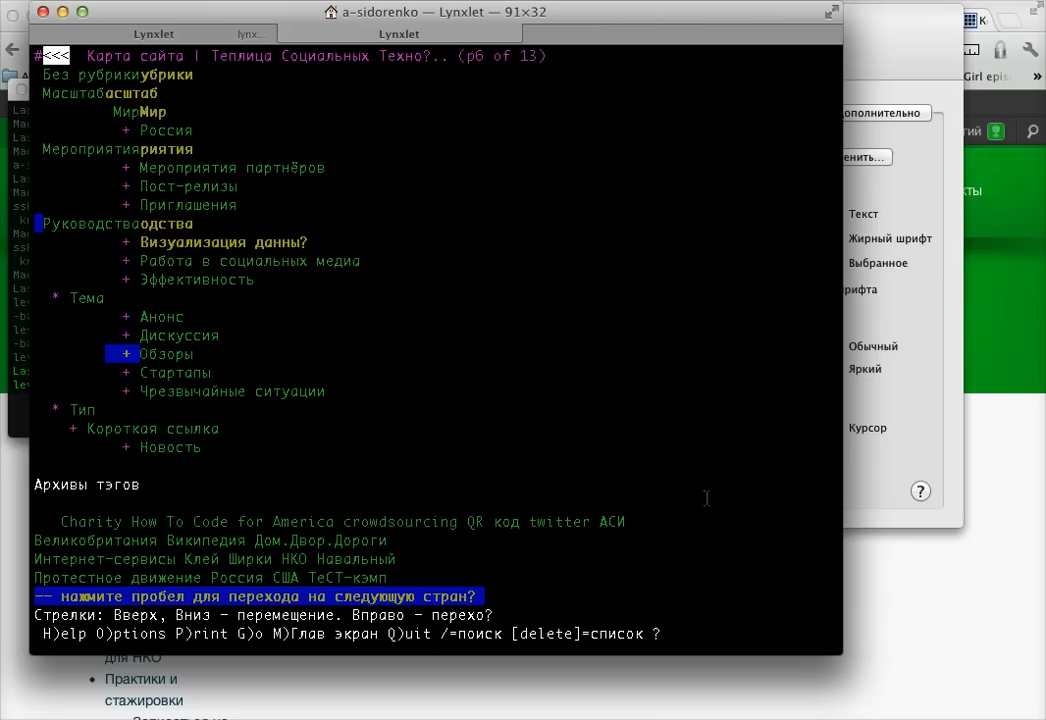 a-sidorenko — Lynxlet — 91×32
Lynxlet lynx... Lynxlet
#<<< Карта сайта | Теплица Социальных Техно?.. (p6 of 13)
Без рубрикиубрики
Масштабасштаб
МирМир
+ Россия
Мероприятияриятия
+ Мероприятия партнёров
+ Пост-релизы
+ Приглашения
Руководстваодства
+ Визуализация данны?
+ Работа в социальных медиа
+ Эффективность
* Тема
+ Анонс
+ Дискуссия
+ Обзоры
+ Стартапы
+ Чрезвычайные ситуации
* Тип
+ Короткая ссылка
+ Новость
Архивы тэгов
Charity How To Code for America crowdsourcing QR код twitter АСИ
Великобритания Википедия Дом.Двор.Дороги
Интернет-сервисы Клей Ширки НКО Навальный
Протестное движение Россия США ТеСТ-кэмп
-- нажмите пробел для перехода на следующую стран?
Стрелки: Вверх, Вниз - перемещение. Вправо - перехо?
H)elp O)ptions P)rint G)o M)Глав экран Q)uit /=поиск [delete]=список ?
Girl epis
»
Текст
Жирный шрифт
Выбранное
Обычный
Яркий
Курсор
?
для НКО
• Практики и
стажировки